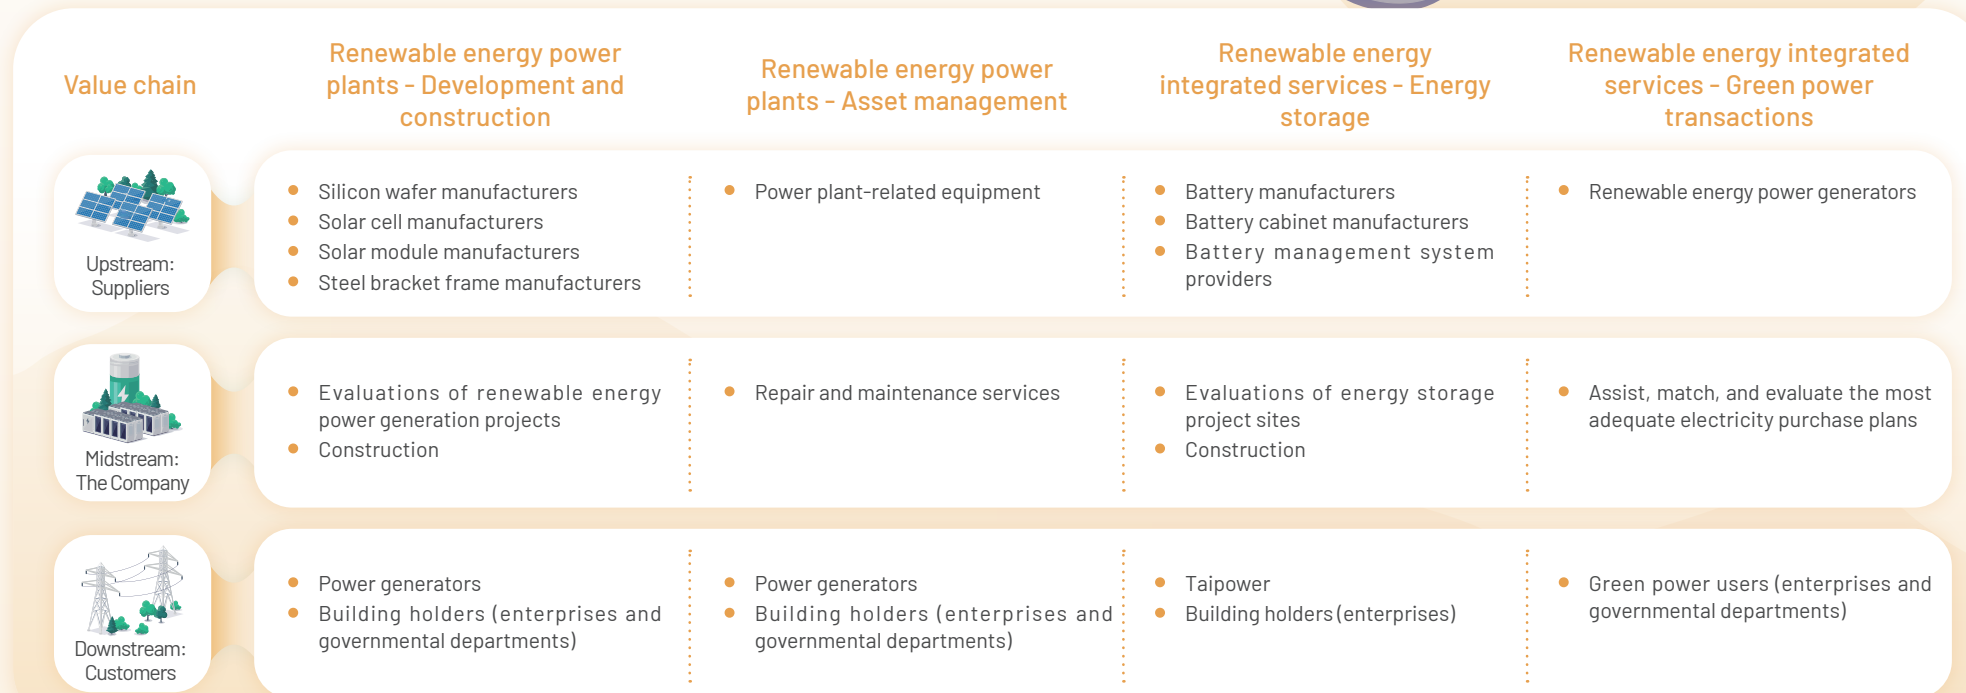 Value chain
Renewable energy power
plants - Development and
construction
Renewable energy power
plants - Asset management
Renewable energy
integrated services - Energy
storage
Renewable energy integrated
services - Green power
transactions
Upstream:
Suppliers
• Silicon wafer manufacturers
• Solar cell manufacturers
• Solar module manufacturers
• Steel bracket frame manufacturers
• Power plant-related equipment
• Battery manufacturers
• Battery cabinet manufacturers
• Battery management system
providers
• Renewable energy power generators
Midstream:
The Company
• Evaluations of renewable energy
power generation projects
• Construction
• Repair and maintenance services
• Evaluations of energy storage
project sites
• Construction
• Assist, match, and evaluate the most
adequate electricity purchase plans
Downstream:
Customers
• Power generators
• Building holders (enterprises and
governmental departments)
• Power generators
• Building holders (enterprises and
governmental departments)
• Taipower
• Building holders (enterprises)
• Green power users (enterprises and
governmental departments)